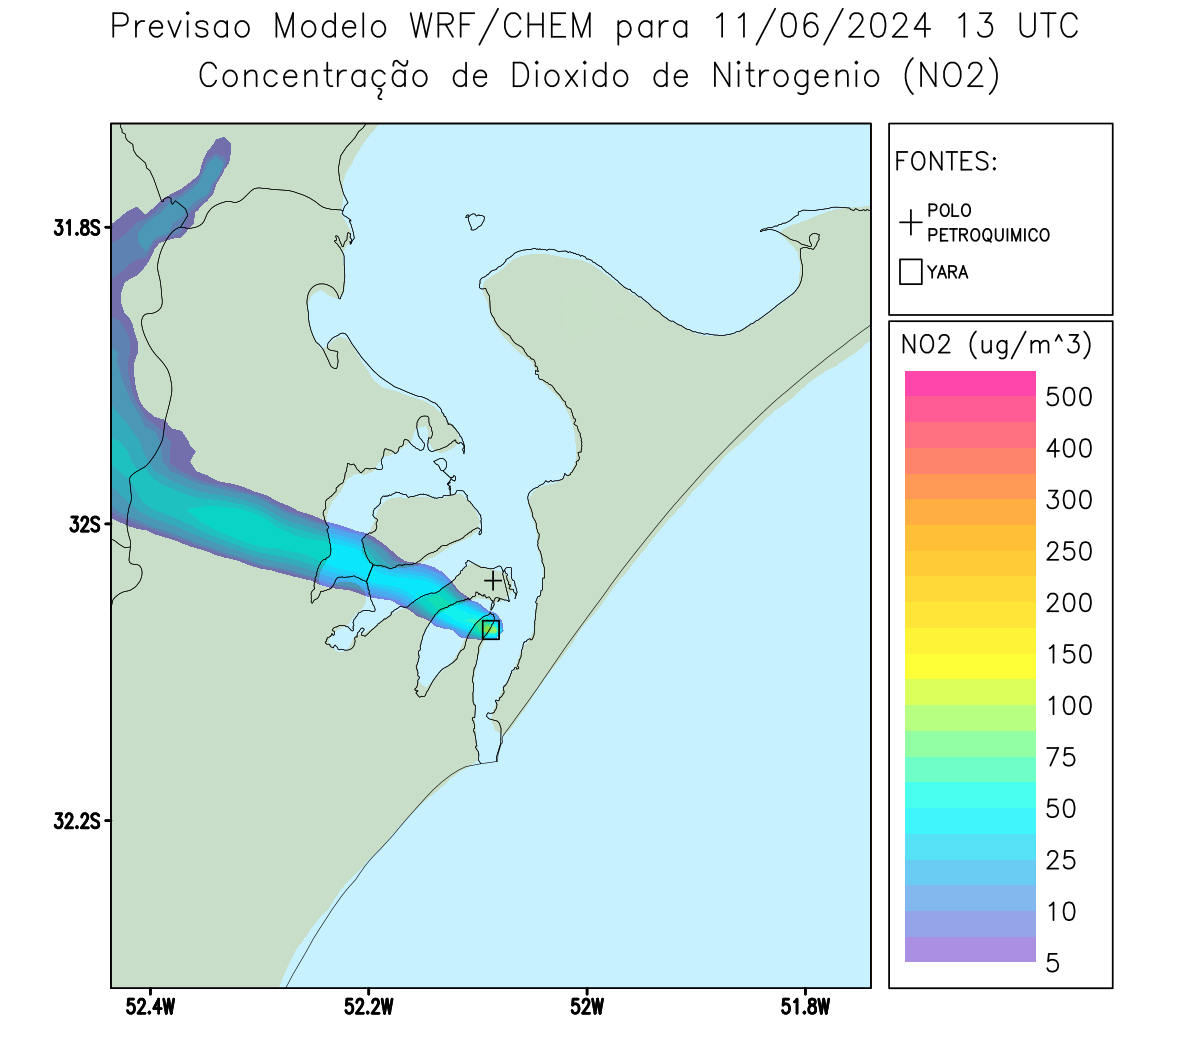 Previsao Modelo WRF/CHEM para 11/06/2024 13 UTC
Concentração de Dioxido de Nitrogenio (NO2)
FONTES:
POLO
PETROQUIMICO
YARA
NO2 (ug/m^3)
500
400
300
250
200
150
100
75
50
25
10
5
31.8S
32S
32.2S
52.4W
52.2W
52W
51.8W